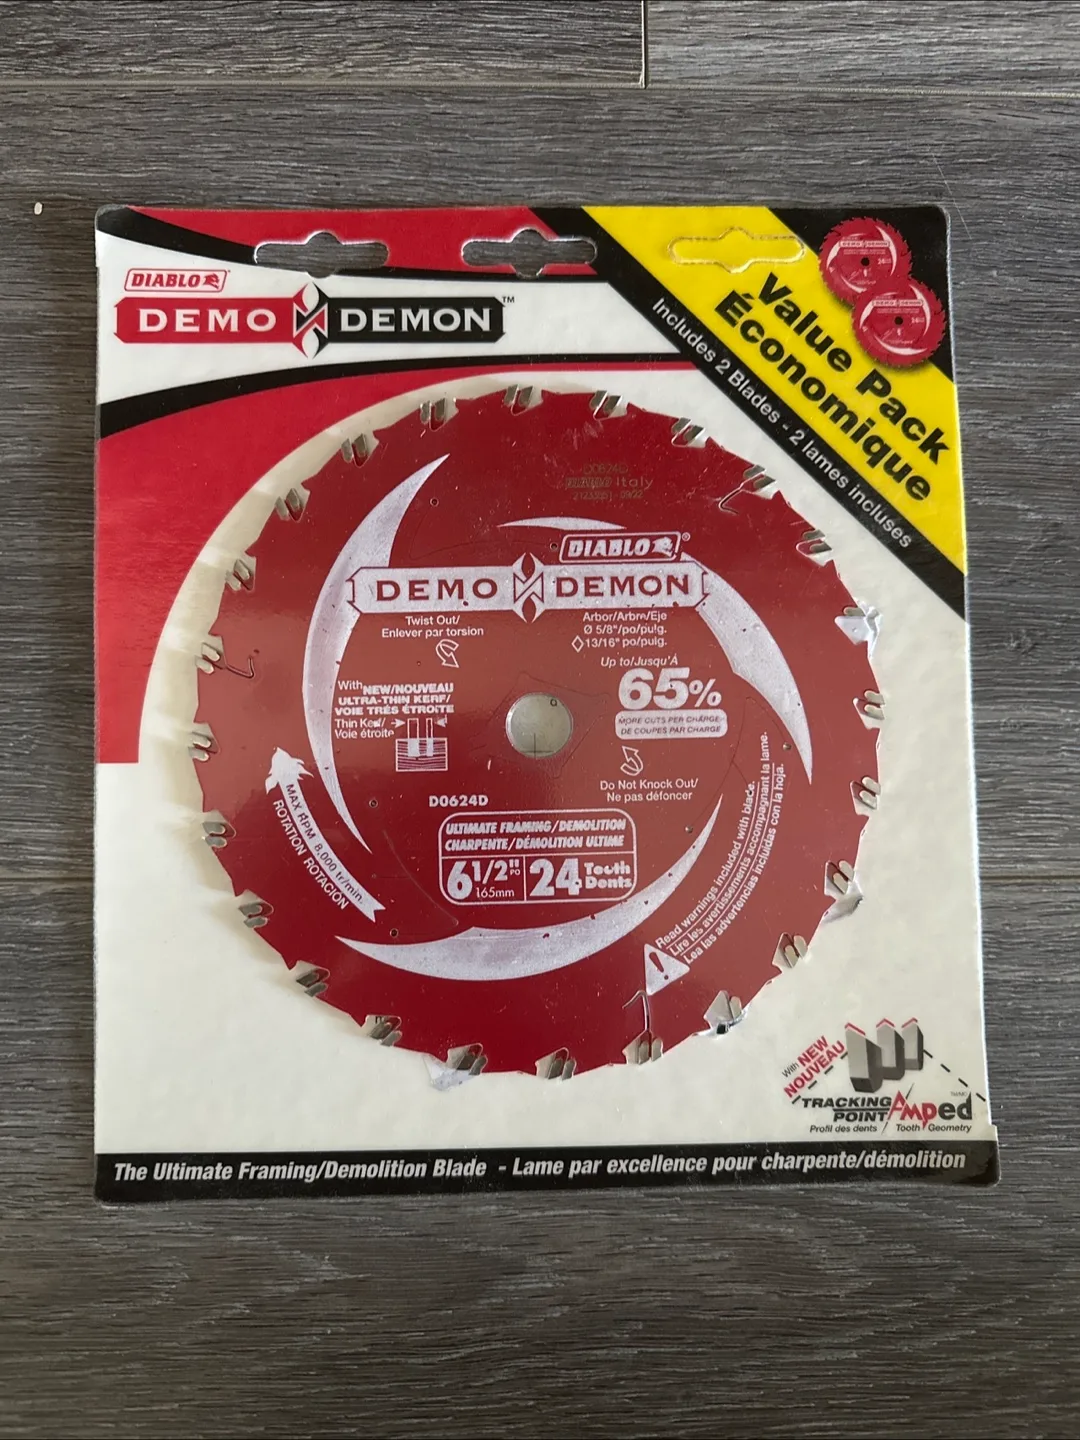 DIABLO
DEMO DEMON™
Value Pack
Économique
Includes 2 Blades - 2 lames incluses
DEMO DEMON
DEMO DEMON
D0624D
DIABLO Italy
09/22
DIABLO®
DEMO DEMON
Twist Out/
Enlever par torsion
Arbor/Arbre/Eje
Ø 5/8"/po/pulg.
◇ 13/16" po/pulg.
Up to/Jusqu'À
65%
MORE CUTS PER CHARGE
DE COUPES PAR CHARGE
With NEW/NOUVEAU
ULTRA-THIN KERF/
VOIE TRÈS ÉTROITE
Thin Kerf/
Voie étroite
Do Not Knock Out/
Ne pas défoncer
MAX RPM 8,000 tr/min.
ROTATION ROTACIÓN
D0624D
ULTIMATE FRAMING/DEMOLITION
CHARPENTE/DÉMOLITION ULTIME
6 1/2" PO
165mm
24 Tooth
Dents
Read warnings included with blade.
Lire les avertissements accompagnant la lame.
Lea las advertencias incluidas con la hoja.
With NEW
NOUVEAU
TRACKING
POINT
AMPed
Profil des dents / Tooth Geometry
The Ultimate Framing/Demolition Blade - Lame par excellence pour charpente/démolition